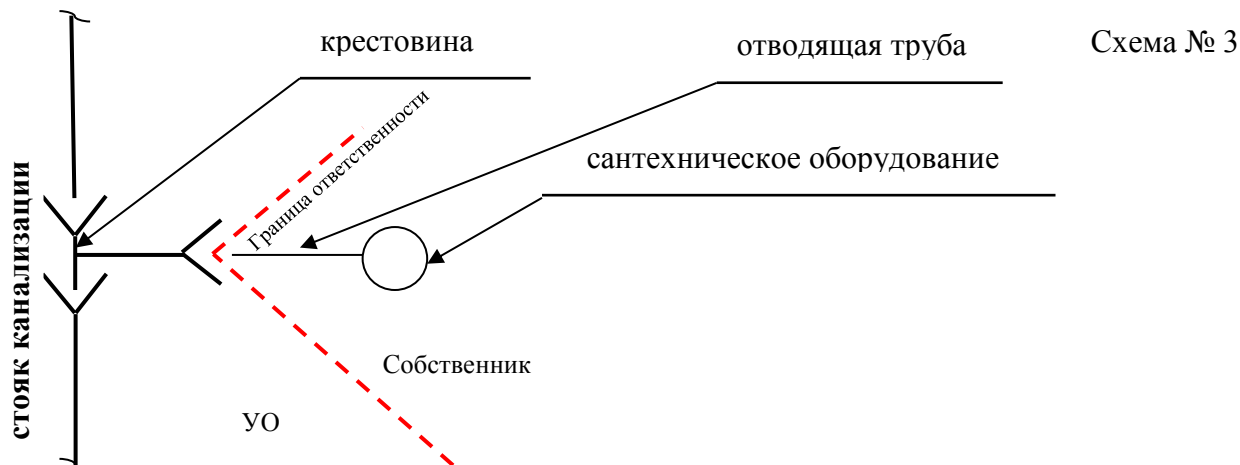 крестовина
отводящая труба
Схема № 3
Граница ответственности
сантехническое оборудование
стояк канализации
Собственник
УО